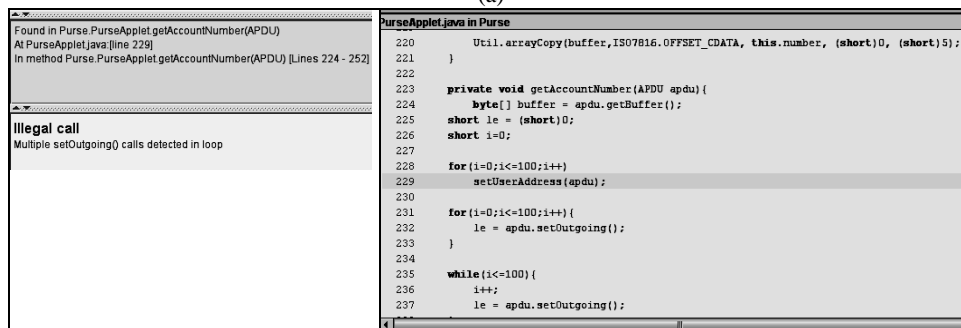 (a)
Found in Purse.PurseApplet.getAccountNumber(APDU)
At PurseApplet.java:[line 229]
In method Purse.PurseApplet.getAccountNumber(APDU) [Lines 224 - 252]
Illegal call
Multiple setOutgoing() calls detected in loop
PurseApplet.java in Purse
220 Util.arrayCopy(buffer,ISO7816.OFFSET_CDATA, this.number, (short)0, (short)5);
221 }
222
223 private void getAccountNumber(APDU apdu){
224 byte[] buffer = apdu.getBuffer();
225 short le = (short)0;
226 short i=0;
227
228 for(i=0;i<=100;i++)
229 setUserAddress(apdu);
230
231 for(i=0;i<=100;i++){
232 le = apdu.setOutgoing();
233 }
234
235 while(i<=100){
236 i++;
237 le = apdu.setOutgoing();